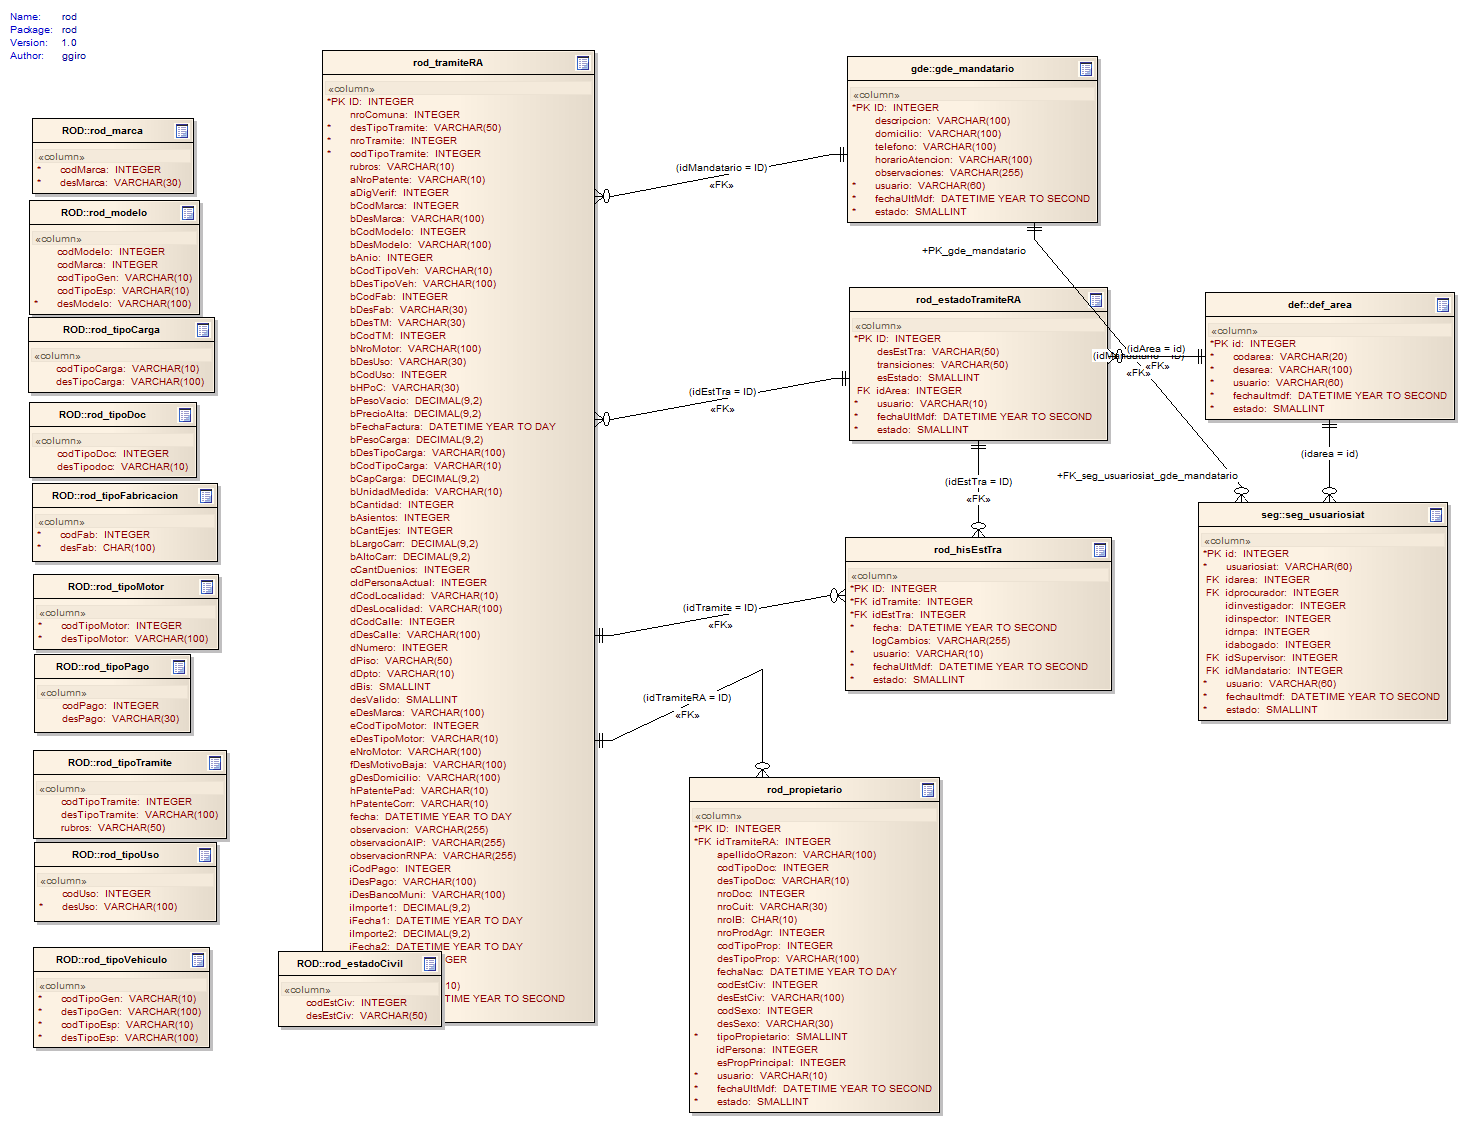 Name: rod
Package: rod
Version: 1.0
Author: ggiro
ROD::rod_marca
«column»
* codMarca: INTEGER
* desMarca: VARCHAR(30)
ROD::rod_modelo
«column»
codModelo: INTEGER
codMarca: INTEGER
codTipoGen: VARCHAR(10)
codTipoEsp: VARCHAR(10)
* desModelo: VARCHAR(100)
ROD::rod_tipoCarga
«column»
codTipoCarga: VARCHAR(10)
desTipoCarga: VARCHAR(100)
ROD::rod_tipoDoc
«column»
codTipoDoc: INTEGER
desTipodoc: VARCHAR(10)
ROD::rod_tipoFabricacion
«column»
* codFab: INTEGER
* desFab: CHAR(100)
ROD::rod_tipoMotor
«column»
* codTipoMotor: INTEGER
* desTipoMotor: VARCHAR(100)
ROD::rod_tipoPago
«column»
codPago: INTEGER
desPago: VARCHAR(30)
ROD::rod_tipoTramite
«column»
codTipoTramite: INTEGER
desTipoTramite: VARCHAR(100)
rubros: VARCHAR(50)
ROD::rod_tipoUso
«column»
codUso: INTEGER
* desUso: VARCHAR(100)
ROD::rod_tipoVehiculo
«column»
* codTipoGen: VARCHAR(10)
* desTipoGen: VARCHAR(100)
* codTipoEsp: VARCHAR(10)
* desTipoEsp: VARCHAR(100)
rod_tramiteRA
«column»
*PK ID: INTEGER
nroComuna: INTEGER
* desTipoTramite: VARCHAR(50)
* nroTramite: INTEGER
* codTipoTramite: INTEGER
rubros: VARCHAR(10)
aNroPatente: VARCHAR(10)
aDigVerif: INTEGER
bCodMarca: INTEGER
bDesMarca: VARCHAR(100)
bCodModelo: INTEGER
bDesModelo: VARCHAR(100)
bAnio: INTEGER
bCodTipoVeh: VARCHAR(10)
bDesTipoVeh: VARCHAR(100)
bCodFab: INTEGER
bDesFab: VARCHAR(30)
bDesTM: VARCHAR(30)
bCodTM: INTEGER
bNroMotor: VARCHAR(100)
bDesUso: VARCHAR(30)
bCodUso: INTEGER
bHPoC: VARCHAR(30)
bPesoVacio: DECIMAL(9,2)
bPrecioAlta: DECIMAL(9,2)
bFechaFactura: DATETIME YEAR TO DAY
bPesoCarga: DECIMAL(9,2)
bDesTipoCarga: VARCHAR(100)
bCodTipoCarga: VARCHAR(10)
bCapCarga: DECIMAL(9,2)
bUnidadMedida: VARCHAR(10)
bCantidad: INTEGER
bAsientos: INTEGER
bCantEjes: INTEGER
bLargoCarr: DECIMAL(9,2)
bAltoCarr: DECIMAL(9,2)
cCantDuenios: INTEGER
cIdPersonaActual: INTEGER
dCodLocalidad: VARCHAR(10)
dDesLocalidad: VARCHAR(100)
dCodCalle: INTEGER
dDesCalle: VARCHAR(100)
dNumero: INTEGER
dPiso: VARCHAR(50)
dDpto: VARCHAR(10)
dBis: SMALLINT
desValido: SMALLINT
eDesMarca: VARCHAR(100)
eCodTipoMotor: INTEGER
eDesTipoMotor: VARCHAR(10)
eNroMotor: VARCHAR(100)
fDesMotivoBaja: VARCHAR(100)
gDesDomicilio: VARCHAR(100)
hPatentePad: VARCHAR(10)
hPatenteCorr: VARCHAR(10)
fecha: DATETIME YEAR TO DAY
observacion: VARCHAR(255)
observacionAIP: VARCHAR(255)
observacionRNPA: VARCHAR(255)
iCodPago: INTEGER
iDesPago: VARCHAR(100)
iDesBancoMuni: VARCHAR(100)
iImporte1: DECIMAL(9,2)
iFecha1: DATETIME YEAR TO DAY
iImporte2: DECIMAL(9,2)
iFecha2: DATETIME YEAR TO DAY
GER
10)
TIME YEAR TO SECOND
ROD::rod_estadoCivil
«column»
codEstCiv: INTEGER
desEstCiv: VARCHAR(50)
(idMandatario = ID)
«FK»
(idEstTra = ID)
«FK»
(idTramite = ID)
«FK»
(idTramiteRA = ID)
«FK»
gde::gde_mandatario
«column»
*PK ID: INTEGER
descripcion: VARCHAR(100)
domicilio: VARCHAR(100)
telefono: VARCHAR(100)
horarioAtencion: VARCHAR(100)
observaciones: VARCHAR(255)
* usuario: VARCHAR(60)
* fechaUltMdf: DATETIME YEAR TO SECOND
* estado: SMALLINT
+PK_gde_mandatario
rod_estadoTramiteRA
«column»
*PK ID: INTEGER
desEstTra: VARCHAR(50)
transiciones: VARCHAR(50)
esEstado: SMALLINT
FK idArea: INTEGER
* usuario: VARCHAR(10)
* fechaUltMdf: DATETIME YEAR TO SECOND
* estado: SMALLINT
(idArea = id)
«FK»
«FK»
(idEstTra = ID)
«FK»
rod_hisEstTra
«column»
*PK ID: INTEGER
*FK idTramite: INTEGER
*FK idEstTra: INTEGER
* fecha: DATETIME YEAR TO SECOND
logCambios: VARCHAR(255)
* usuario: VARCHAR(10)
* fechaUltMdf: DATETIME YEAR TO SECOND
* estado: SMALLINT
rod_propietario
«column»
*PK ID: INTEGER
*FK idTramiteRA: INTEGER
apellidoORazon: VARCHAR(100)
codTipoDoc: INTEGER
desTipoDoc: VARCHAR(10)
nroDoc: INTEGER
nroCuit: VARCHAR(30)
nroIB: CHAR(10)
nroProdAgr: INTEGER
codTipoProp: INTEGER
desTipoProp: VARCHAR(100)
fechaNac: DATETIME YEAR TO DAY
codEstCiv: INTEGER
desEstCiv: VARCHAR(100)
codSexo: INTEGER
desSexo: VARCHAR(30)
* tipoPropietario: SMALLINT
idPersona: INTEGER
esPropPrincipal: INTEGER
* usuario: VARCHAR(10)
* fechaUltMdf: DATETIME YEAR TO SECOND
* estado: SMALLINT
def::def_area
«column»
*PK id: INTEGER
* codarea: VARCHAR(20)
* desarea: VARCHAR(100)
* usuario: VARCHAR(60)
* fechaultmdf: DATETIME YEAR TO SECOND
* estado: SMALLINT
(idarea = id)
+FK_seg_usuariosiat_gde_mandatario
seg::seg_usuariosiat
«column»
*PK id: INTEGER
* usuariosiat: VARCHAR(60)
FK idarea: INTEGER
FK idprocurador: INTEGER
idinvestigador: INTEGER
idinspector: INTEGER
idrnpa: INTEGER
idabogado: INTEGER
FK idSupervisor: INTEGER
FK idMandatario: INTEGER
* usuario: VARCHAR(60)
* fechaultmdf: DATETIME YEAR TO SECOND
* estado: SMALLINT